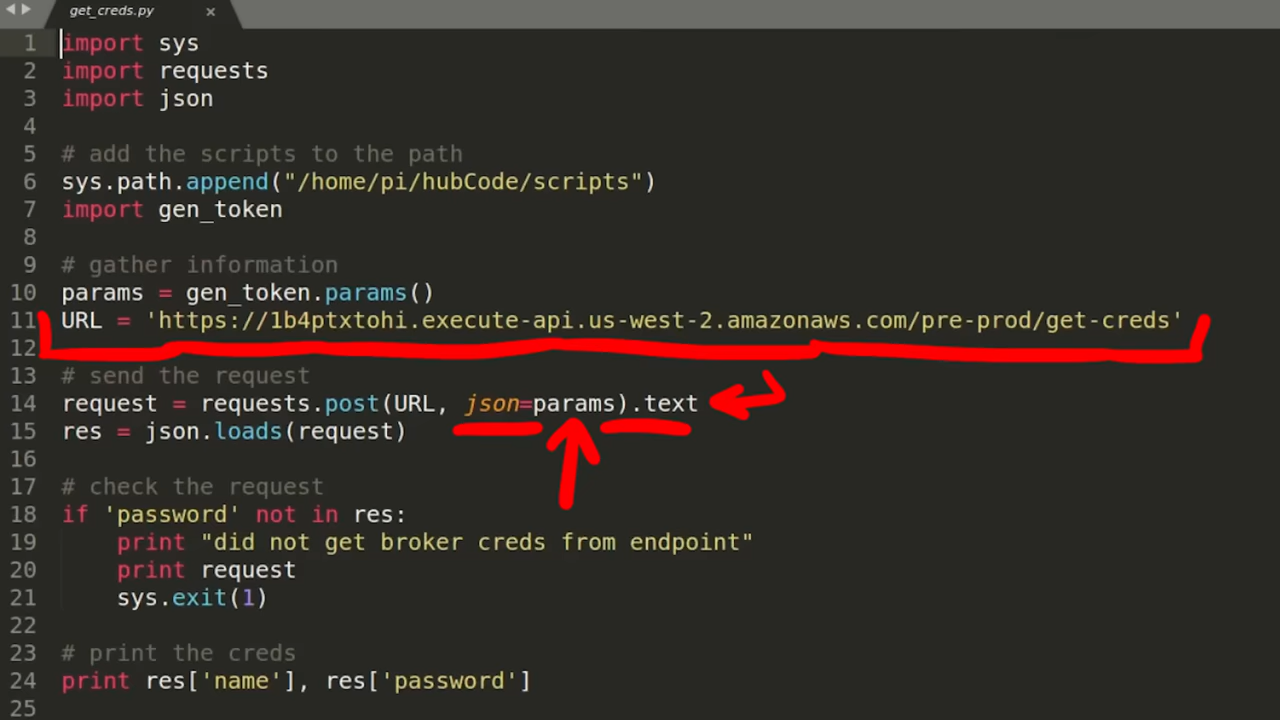 get_creds.py ×
1 import sys
2 import requests
3 import json
4
5 # add the scripts to the path
6 sys.path.append("/home/pi/hubCode/scripts")
7 import gen_token
8
9 # gather information
10 params = gen_token.params()
11 URL = 'https://1b4ptxtohi.execute-api.us-west-2.amazonaws.com/pre-prod/get-creds'
12
13 # send the request
14 request = requests.post(URL, json=params).text
15 res = json.loads(request)
16
17 # check the request
18 if 'password' not in res:
19     print "did not get broker creds from endpoint"
20     print request
21     sys.exit(1)
22
23 # print the creds
24 print res['name'], res['password']
25